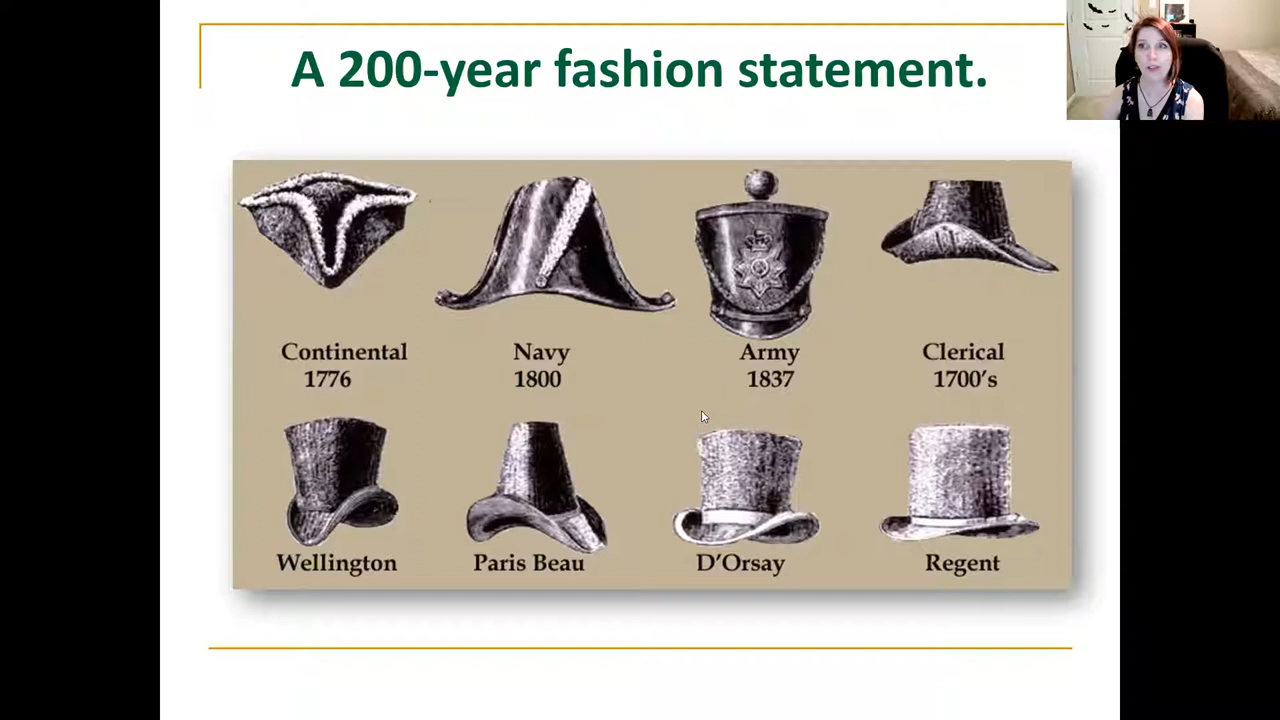 A 200-year fashion statement.
Continental
1776
Navy
1800
Army
1837
Clerical
1700's
Wellington
Paris Beau
D'Orsay
Regent